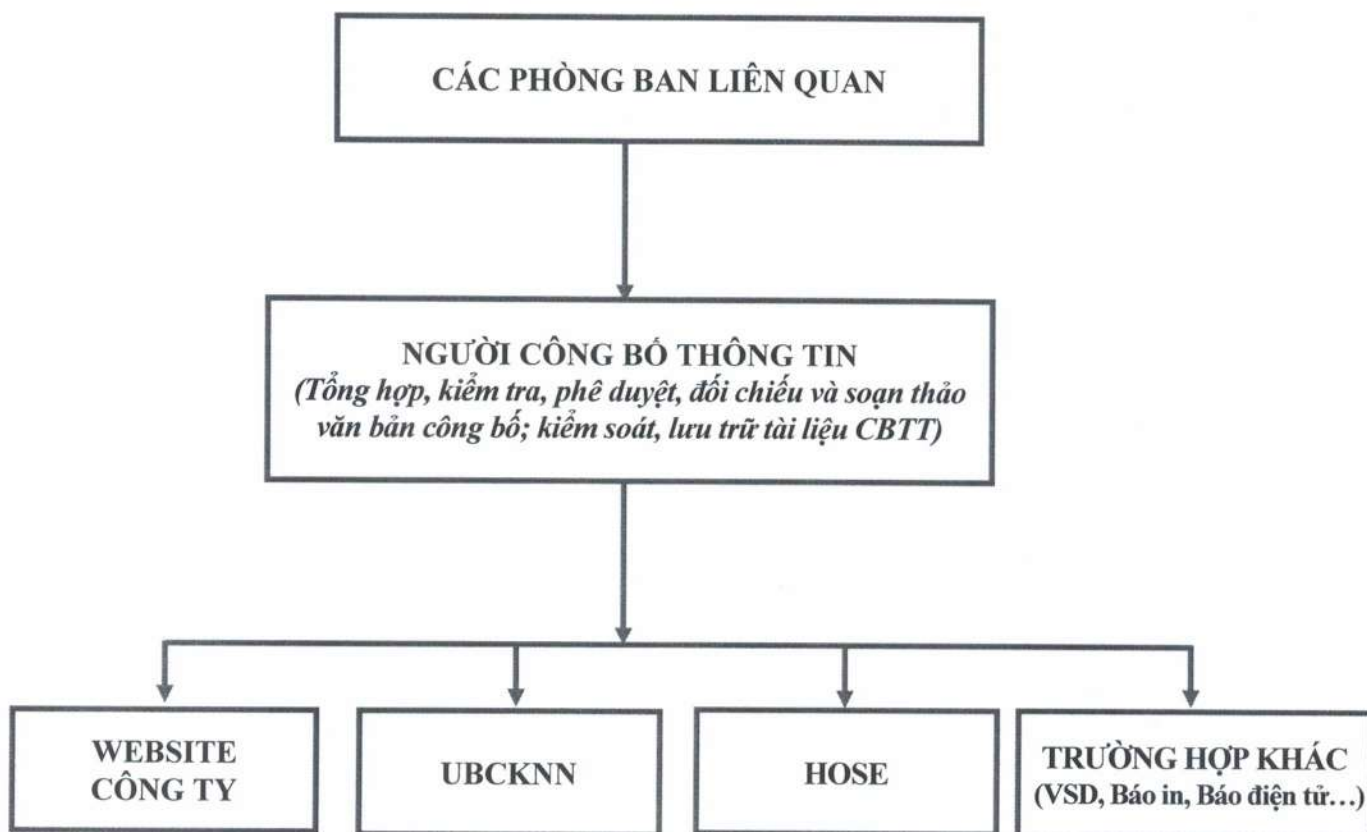 CÁC PHÒNG BAN LIÊN QUAN
NGƯỜI CÔNG BỐ THÔNG TIN
(Tổng hợp, kiểm tra, phê duyệt, đối chiếu và soạn thảo
văn bản công bố; kiểm soát, lưu trữ tài liệu CBTT)
WEBSITE
CÔNG TY
UBCKNN
HOSE
TRƯỜNG HỢP KHÁC
(VSD, Báo in, Báo điện tử...)